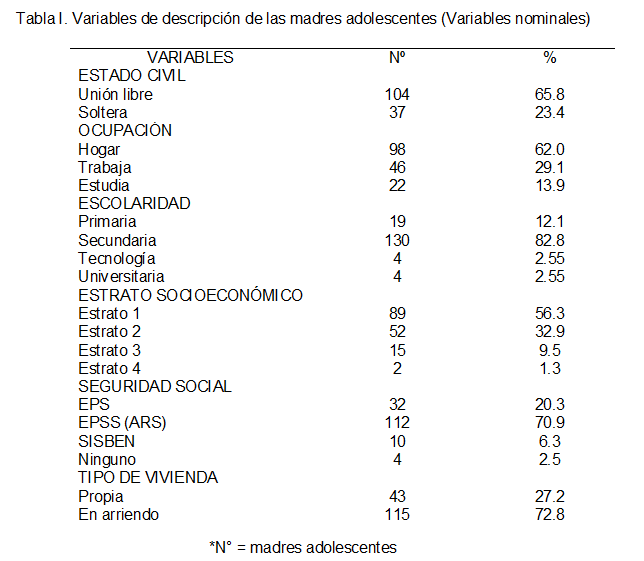 Tabla I. Variables de descripción de las madres adolescentes (Variables nominales)
VARIABLES Nº %
ESTADO CIVIL
Unión libre 104 65.8
Soltera 37 23.4
OCUPACIÓN
Hogar 98 62.0
Trabaja 46 29.1
Estudia 22 13.9
ESCOLARIDAD
Primaria 19 12.1
Secundaria 130 82.8
Tecnología 4 2.55
Universitaria 4 2.55
ESTRATO SOCIOECONÓMICO
Estrato 1 89 56.3
Estrato 2 52 32.9
Estrato 3 15 9.5
Estrato 4 2 1.3
SEGURIDAD SOCIAL
EPS 32 20.3
EPSS (ARS) 112 70.9
SISBEN 10 6.3
Ninguno 4 2.5
TIPO DE VIVIENDA
Propia 43 27.2
En arriendo 115 72.8
*N° = madres adolescentes